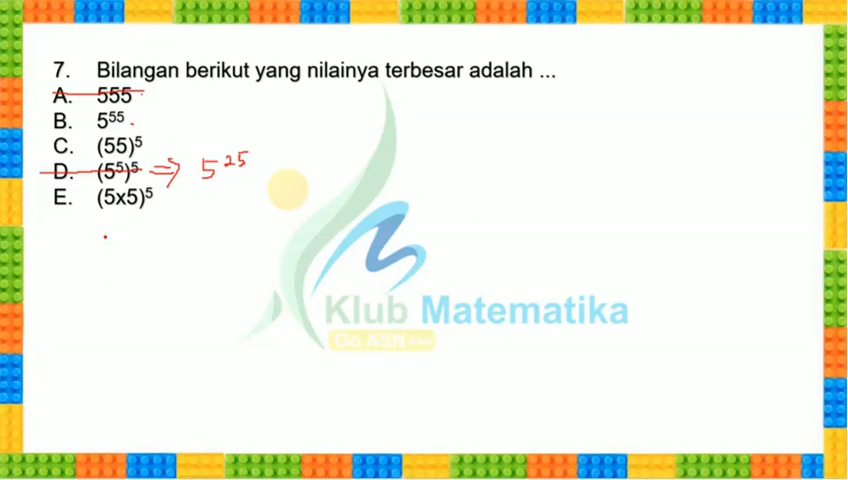 7. Bilangan berikut yang nilainya terbesar adalah ...
A. 555
B. 5⁵⁵
C. (55)⁵
D. (5⁵)⁵ ⇒ 5²⁵
E. (5x5)⁵
Klub Matematika
Go ASN